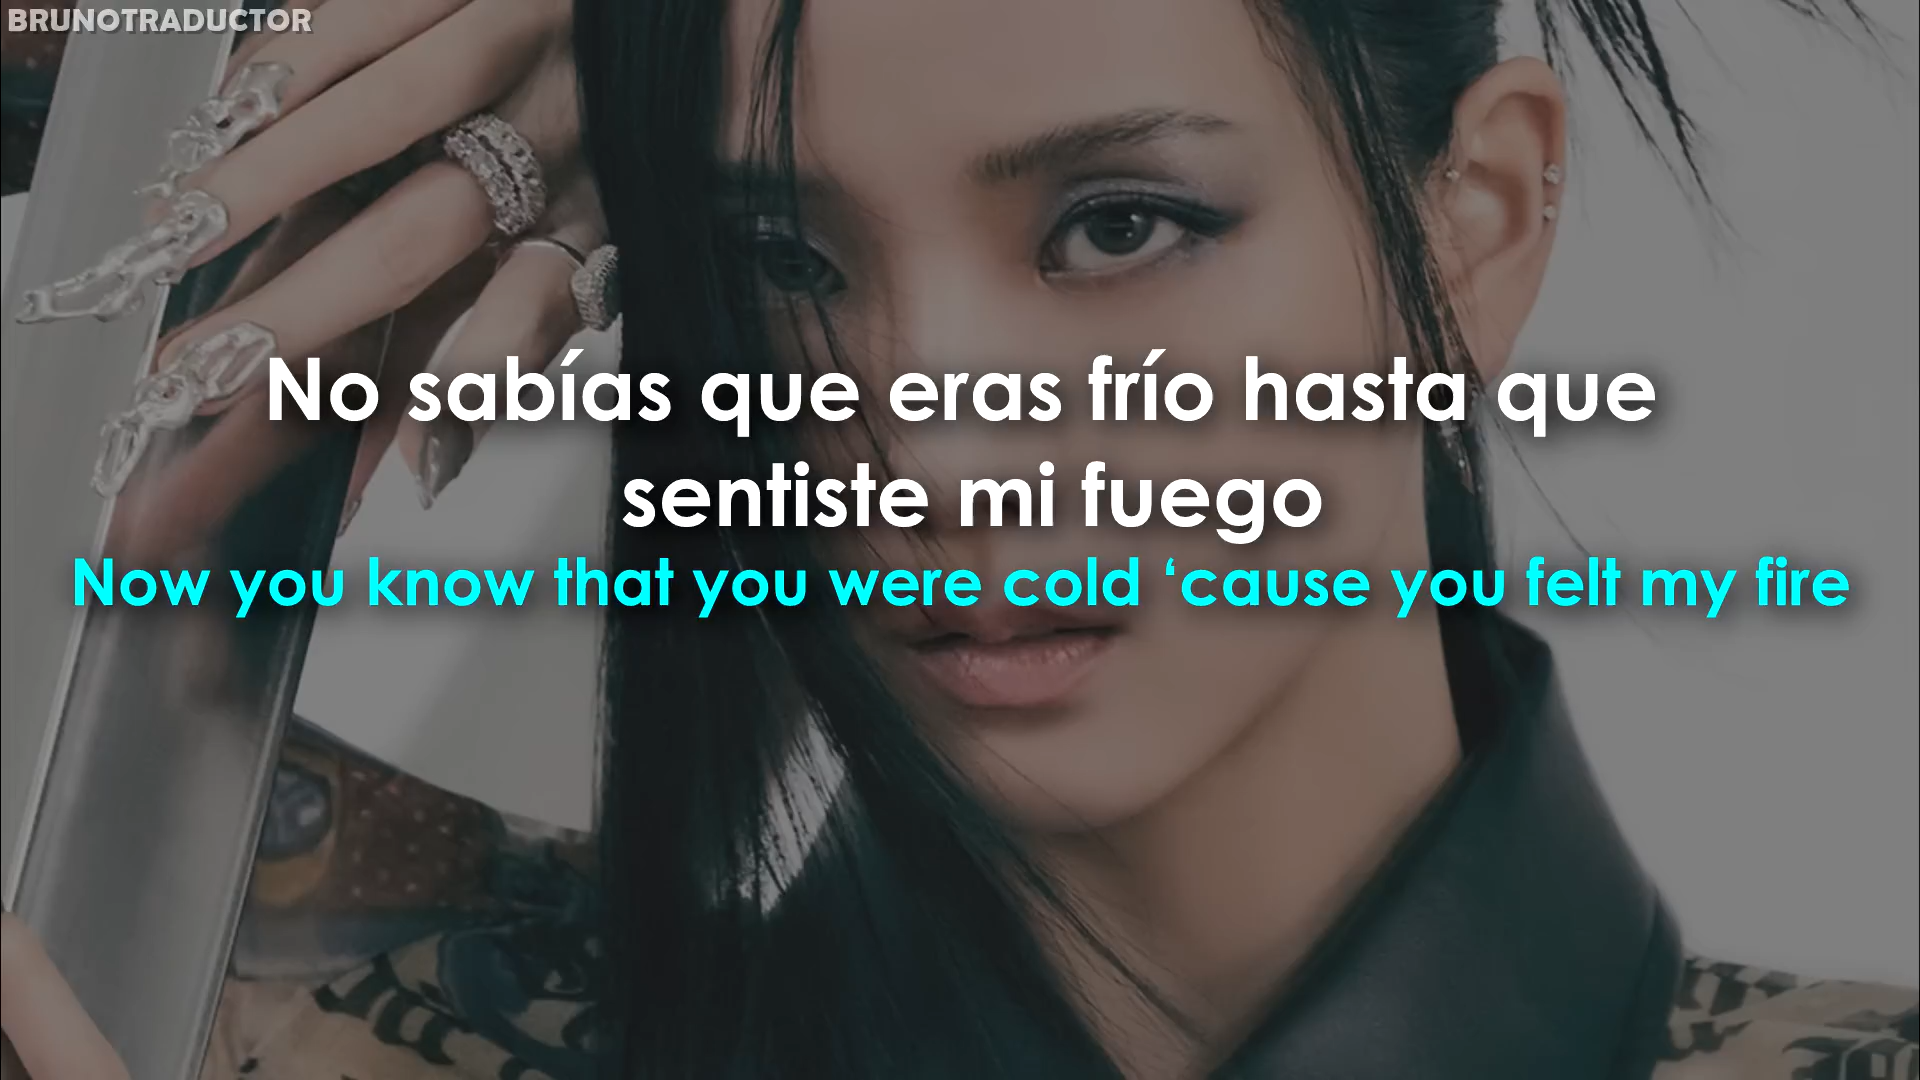 BRUNOTRADUCTOR
No sabías que eras frío hasta que
sentiste mi fuego
Now you know that you were cold ‘cause you felt my fire